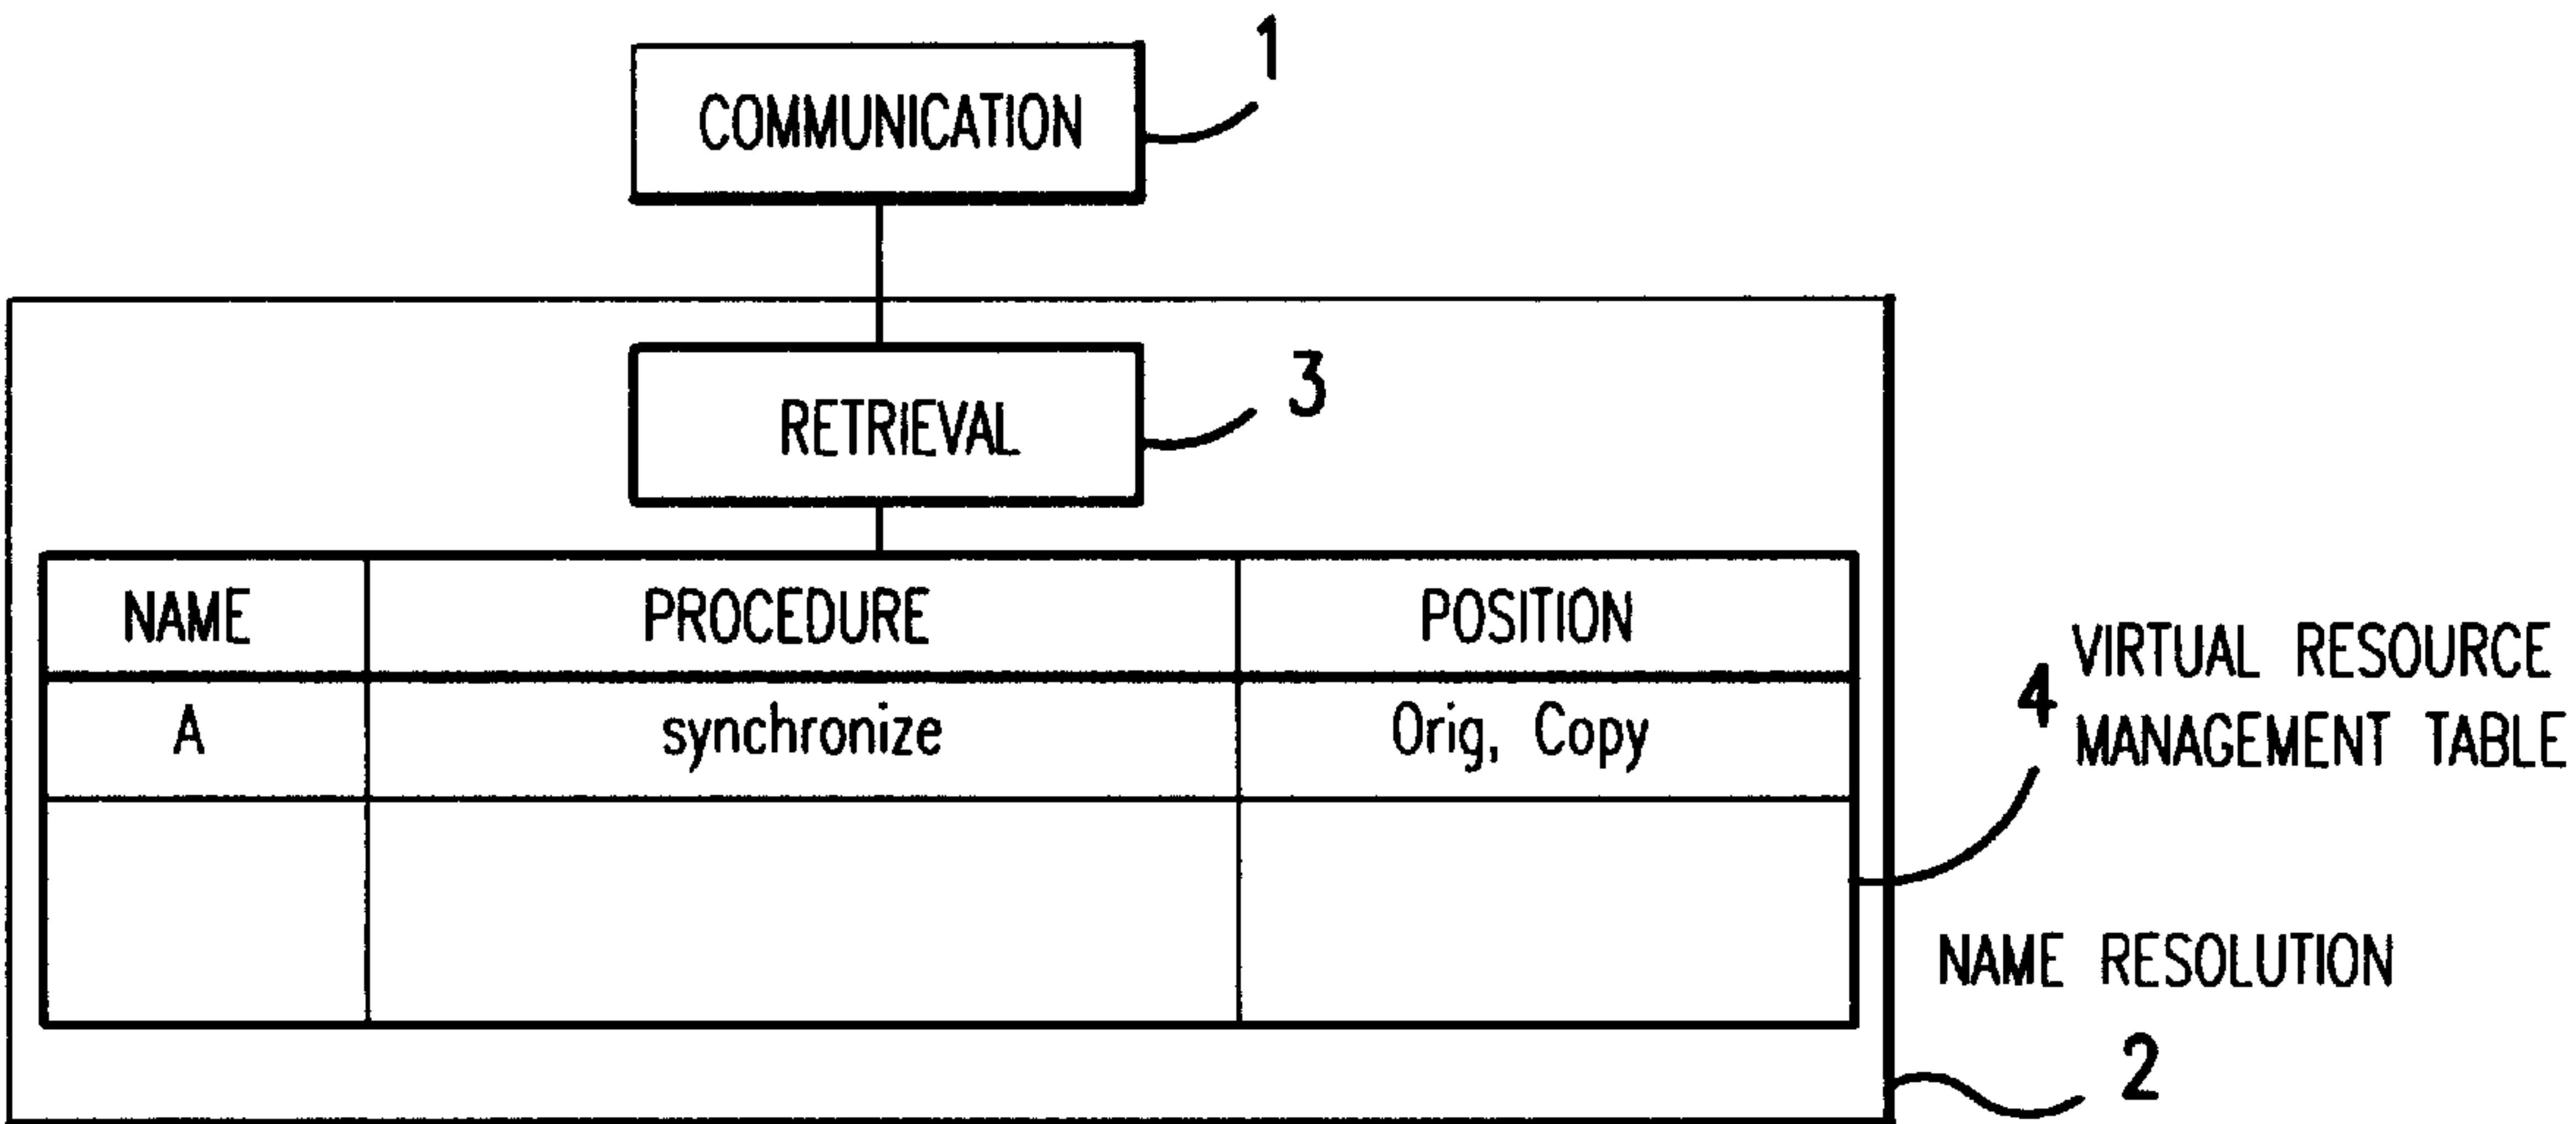 1
COMMUNICATION
3
RETRIEVAL
NAME PROCEDURE POSITION
A synchronize Orig, Copy
4 VIRTUAL RESOURCE
MANAGEMENT TABLE
NAME RESOLUTION
2